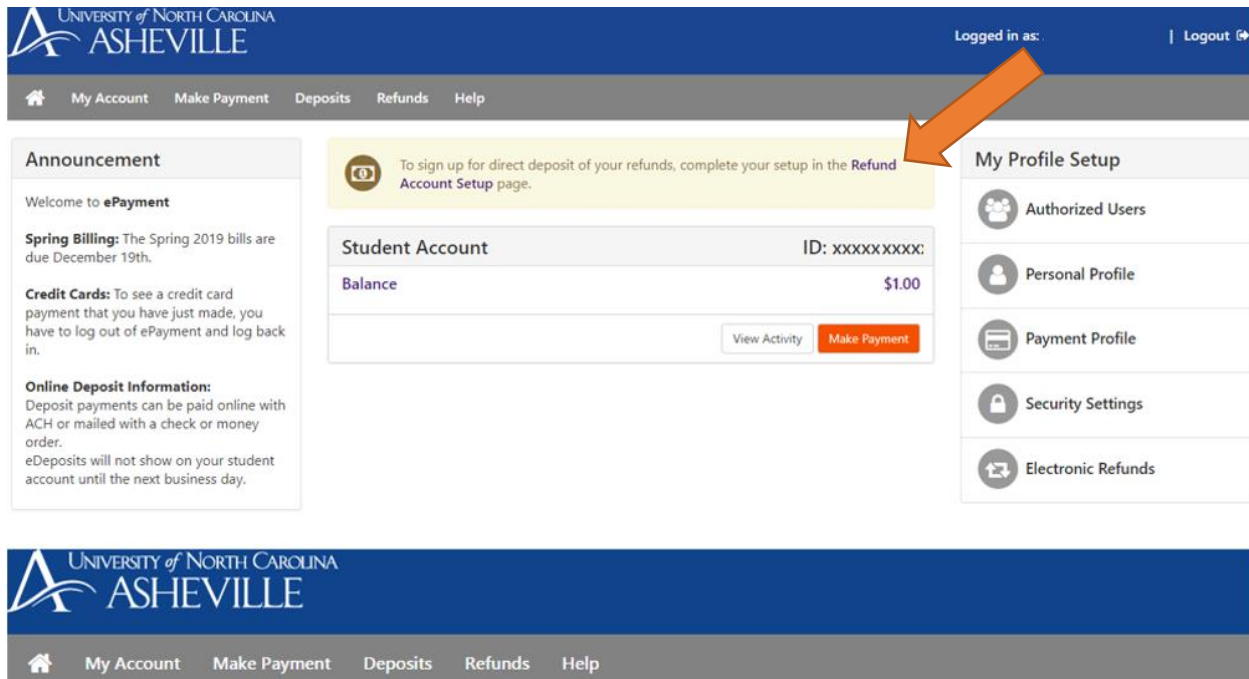 UNIVERSITY of NORTH CAROLINA
ASHEVILLE
Logged in as: | Logout
My Account Make Payment Deposits Refunds Help
Announcement
Welcome to ePayment
Spring Billing: The Spring 2019 bills are
due December 19th.
Credit Cards: To see a credit card
payment that you have just made, you
have to log out of ePayment and log back
in.
Online Deposit Information:
Deposit payments can be paid online with
ACH or mailed with a check or money
order.
eDeposits will not show on your student
account until the next business day.
To sign up for direct deposit of your refunds, complete your setup in the Refund
Account Setup page.
Student Account ID: xxxxxxxxxx
Balance $1.00
View Activity Make Payment
My Profile Setup
Authorized Users
Personal Profile
Payment Profile
Security Settings
Electronic Refunds
UNIVERSITY of NORTH CAROLINA
ASHEVILLE
My Account Make Payment Deposits Refunds Help